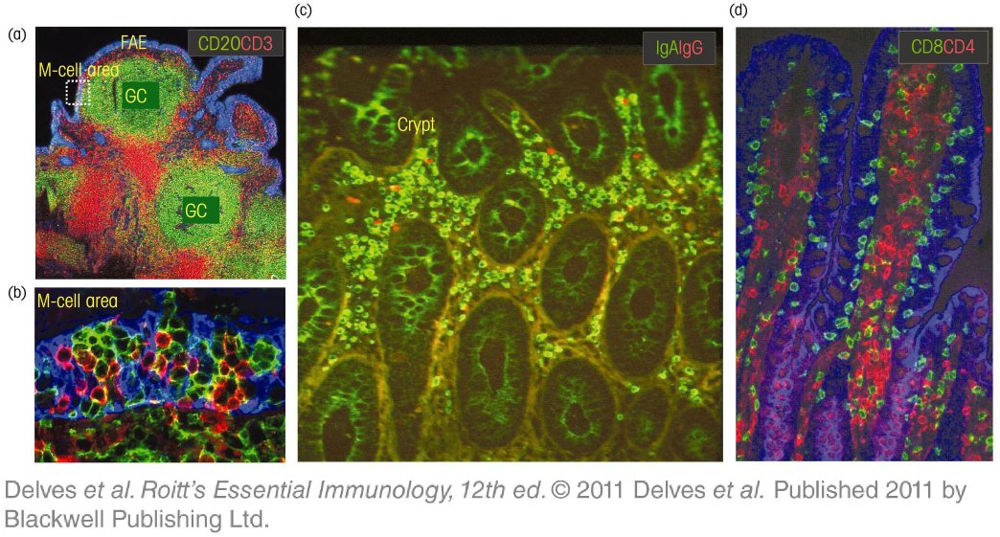 (a)
CD20CD3
FAE
M-cell area
GC
GC
(b)
M-cell area
(c)
IgAIgG
Crypt
(d)
CD8CD4
Delves et al. Roitt's Essential Immunology, 12th ed. © 2011 Delves et al. Published 2011 by
Blackwell Publishing Ltd.